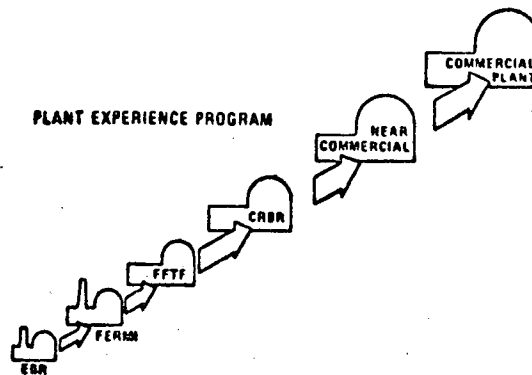 COMMERCIAL
PLANT
PLANT EXPERIENCE PROGRAM
NEAR
COMMERCIAL
CRBR
FFTF
FERMI
EBR